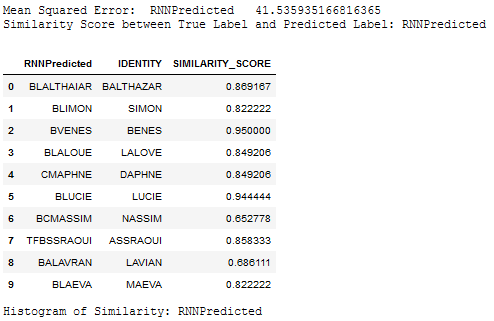 Mean Squared Error: RNNPredicted 41.535935166816365
Similarity Score between True Label and Predicted Label: RNNPredicted
RNNPredicted IDENTITY SIMILARITY_SCORE
0 BLALTHAIAR BALTHAZAR 0.869167
1 BLIMON SIMON 0.822222
2 BVENES BENES 0.950000
3 BLALOUE LALOVE 0.849206
4 CMAPHNE DAPHNE 0.849206
5 BLUCIE LUCIE 0.944444
6 BCMASSIM NASSIM 0.652778
7 TFBSSRAOUI ASSRAOUI 0.858333
8 BALAVRAN LAVIAN 0.686111
9 BLAEVA MAEVA 0.822222
Histogram of Similarity: RNNPredicted